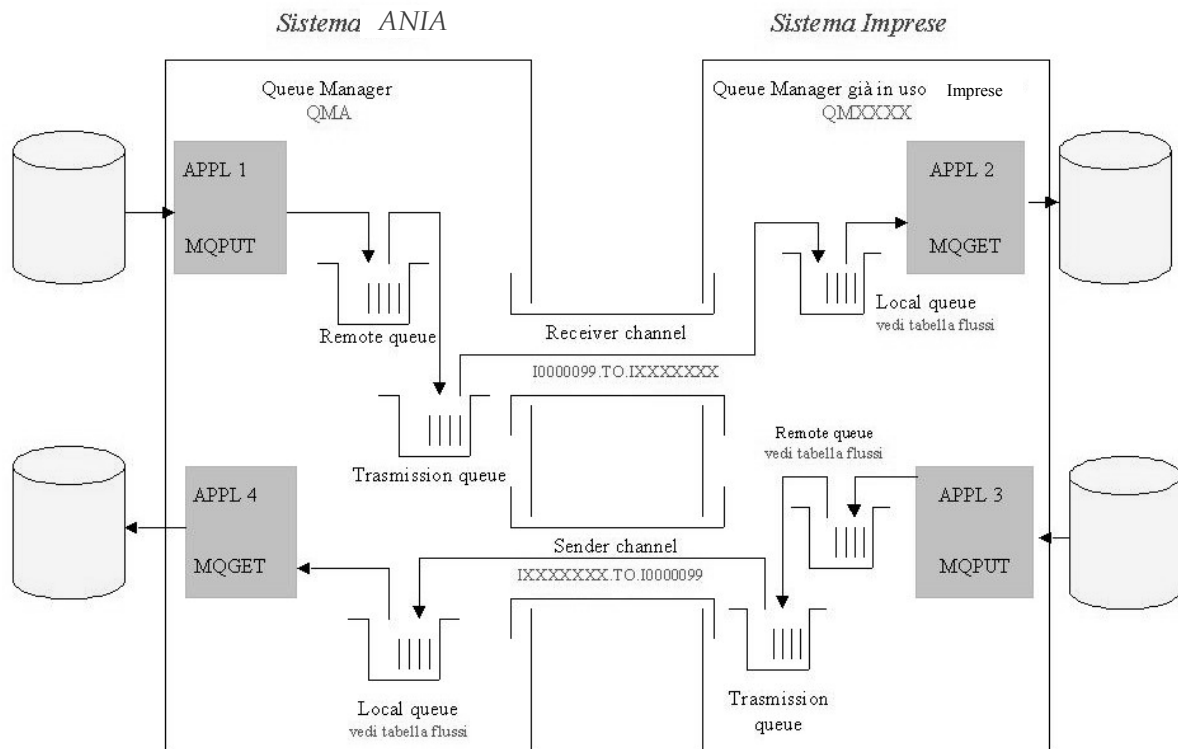 Sistema ANIA
Sistema Imprese
Queue Manager
QMA
Queue Manager già in uso Imprese
QMXXXX
APPL 1
MQPUT
APPL 2
MQGET
Remote queue
Local queue
vedi tabella flussi
Receiver channel
I0000099.TO.IXXXXXXX
Trasmission queue
Remote queue
vedi tabella flussi
APPL 4
MQGET
APPL 3
MQPUT
Sender channel
IXXXXXXX.TO.I0000099
Local queue
vedi tabella flussi
Trasmission
queue